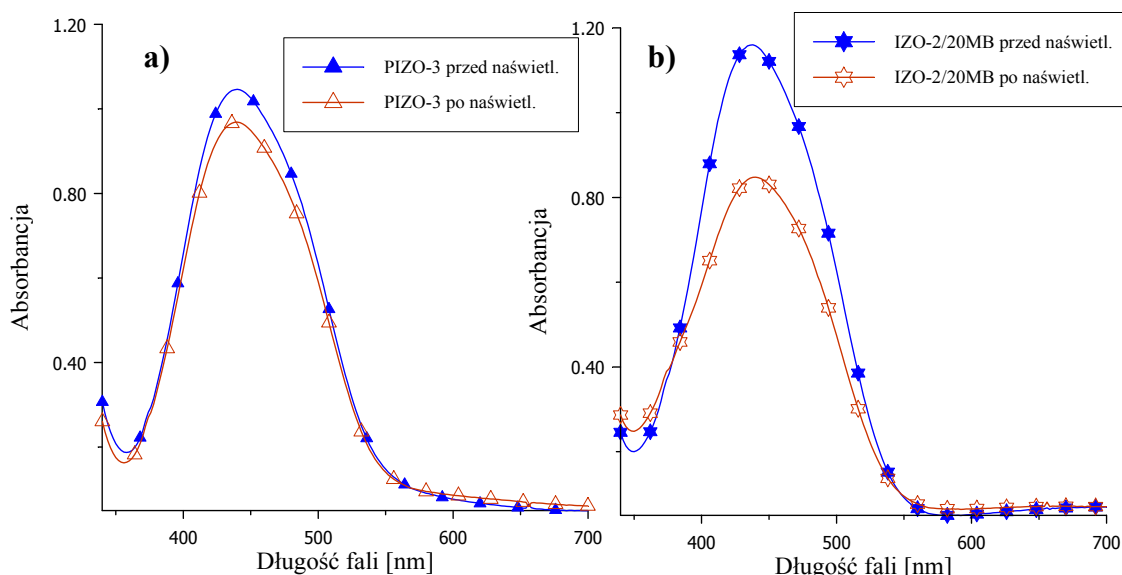 a)
PIZO-3 przed naświetl.
PIZO-3 po naświetl.
1.20
0.80
0.40
Absorbancja
400
500
600
700
Długość fali [nm]
b)
IZO-2/20MB przed naświetl.
IZO-2/20MB po naświetl.
1.20
0.80
0.40
Absorbancja
400
500
600
700
Długość fali [nm]